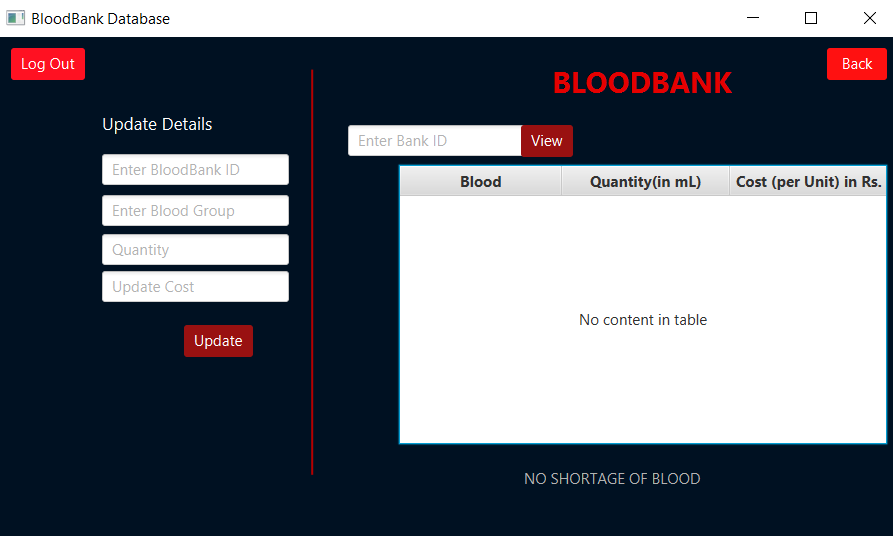 BloodBank Database
Log Out
Back
BLOODBANK
Update Details
Enter BloodBank ID
Enter Blood Group
Quantity
Update Cost
Update
Enter Bank ID
View
Blood Quantity(in mL) Cost (per Unit) in Rs.
No content in table
NO SHORTAGE OF BLOOD